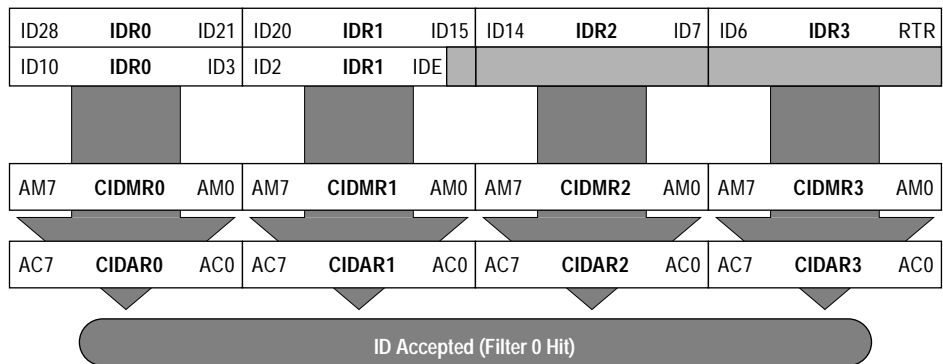 ID28 IDR0 ID21 ID20 IDR1 ID15 ID14 IDR2 ID7 ID6 IDR3 RTR
ID10 IDR0 ID3 ID2 IDR1 IDE
AM7 CIDMR0 AM0 AM7 CIDMR1 AM0 AM7 CIDMR2 AM0 AM7 CIDMR3 AM0
AC7 CIDAR0 AC0 AC7 CIDAR1 AC0 AC7 CIDAR2 AC0 AC7 CIDAR3 AC0
ID Accepted (Filter 0 Hit)